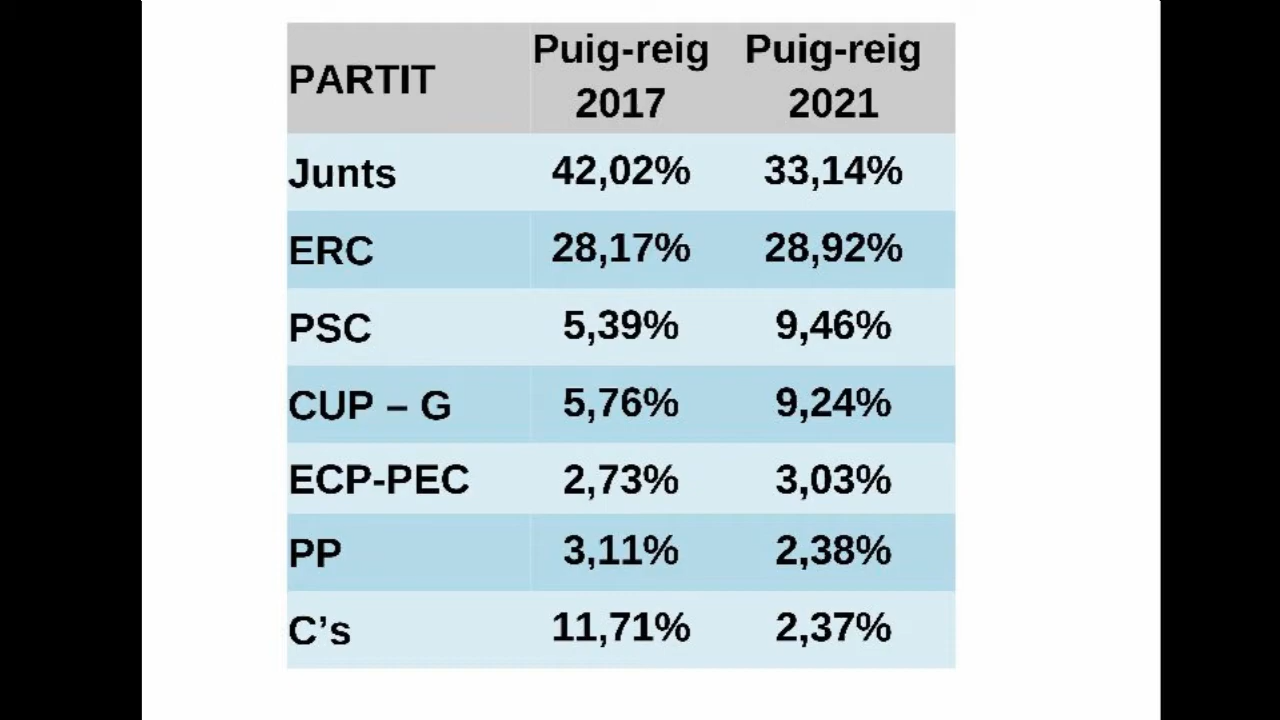 PARTIT Puig-reig 2017 Puig-reig 2021
Junts 42,02% 33,14%
ERC 28,17% 28,92%
PSC 5,39% 9,46%
CUP – G 5,76% 9,24%
ECP-PEC 2,73% 3,03%
PP 3,11% 2,38%
C’s 11,71% 2,37%